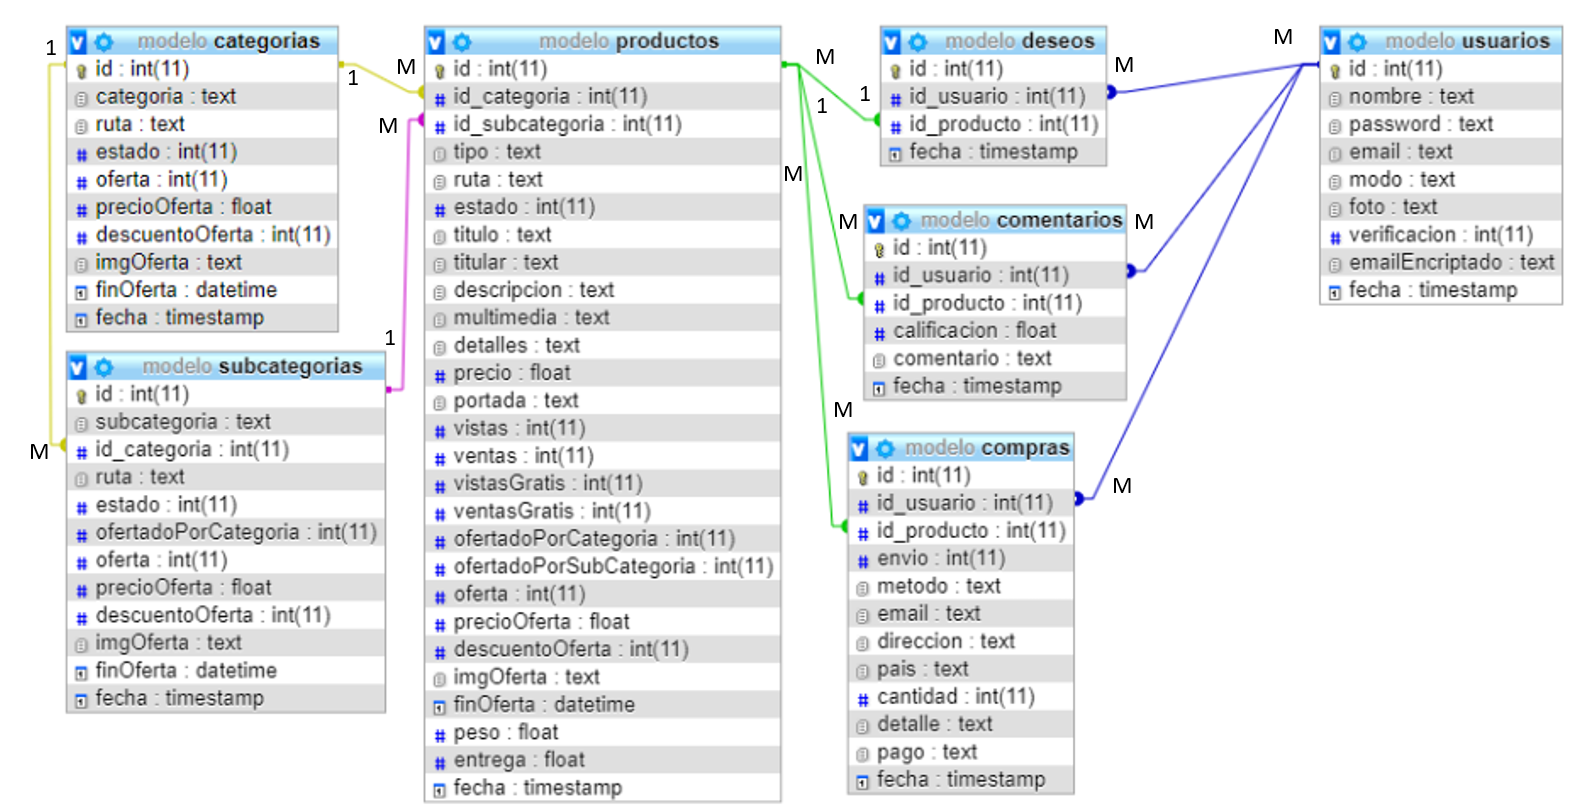 modelo categorias
id : int(11)
categoria : text
ruta : text
estado : int(11)
oferta : int(11)
precioOferta : float
descuentoOferta : int(11)
imgOferta : text
finOferta : datetime
fecha : timestamp
1
1
M
modelo subcategorias
id : int(11)
subcategoria : text
id_categoria : int(11)
ruta : text
estado : int(11)
ofertadoPorCategoria : int(11)
oferta : int(11)
precioOferta : float
descuentoOferta : int(11)
imgOferta : text
finOferta : datetime
fecha : timestamp
M
M
1
modelo productos
id : int(11)
id_categoria : int(11)
id_subcategoria : int(11)
tipo : text
ruta : text
estado : int(11)
titulo : text
titular : text
descripcion : text
multimedia : text
detalles : text
precio : float
portada : text
vistas : int(11)
ventas : int(11)
vistasGratis : int(11)
ventasGratis : int(11)
ofertadoPorCategoria : int(11)
ofertadoPorSubCategoria : int(11)
oferta : int(11)
precioOferta : float
descuentoOferta : int(11)
imgOferta : text
finOferta : datetime
peso : float
entrega : float
fecha : timestamp
M
1
1
M
M
M
modelo deseos
id : int(11)
id_usuario : int(11)
id_producto : int(11)
fecha : timestamp
M
M
modelo comentarios
id : int(11)
id_usuario : int(11)
id_producto : int(11)
calificacion : float
comentario : text
fecha : timestamp
M
modelo compras
id : int(11)
id_usuario : int(11)
id_producto : int(11)
envio : int(11)
metodo : text
email : text
direccion : text
pais : text
cantidad : int(11)
detalle : text
pago : text
fecha : timestamp
M
modelo usuarios
id : int(11)
nombre : text
password : text
email : text
modo : text
foto : text
verificacion : int(11)
emailEncriptado : text
fecha : timestamp